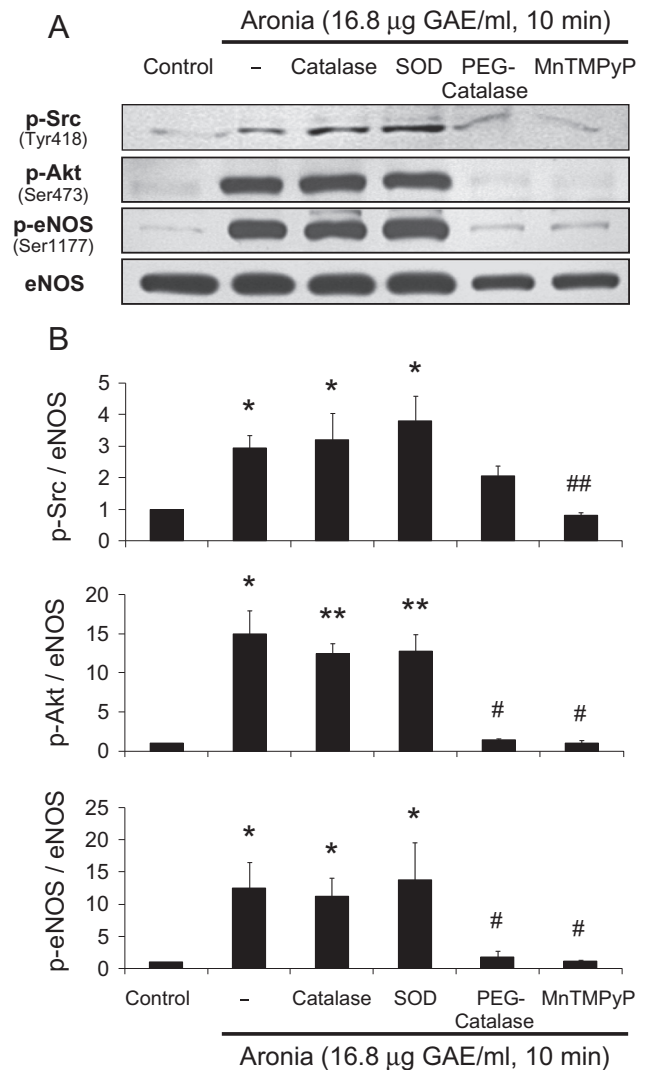 A
Aronia (16.8 μg GAE/ml, 10 min)
Control – Catalase SOD PEG-Catalase MnTMPyP
p-Src
(Tyr418)
p-Akt
(Ser473)
p-eNOS
(Ser1177)
eNOS
B
p-Src / eNOS
5
4
3
2
1
0
* * * ##
p-Akt / eNOS
20
15
10
5
0
* ** ** # #
p-eNOS / eNOS
25
20
15
10
5
0
* * * # #
Control – Catalase SOD PEG-Catalase MnTMPyP
Aronia (16.8 μg GAE/ml, 10 min)